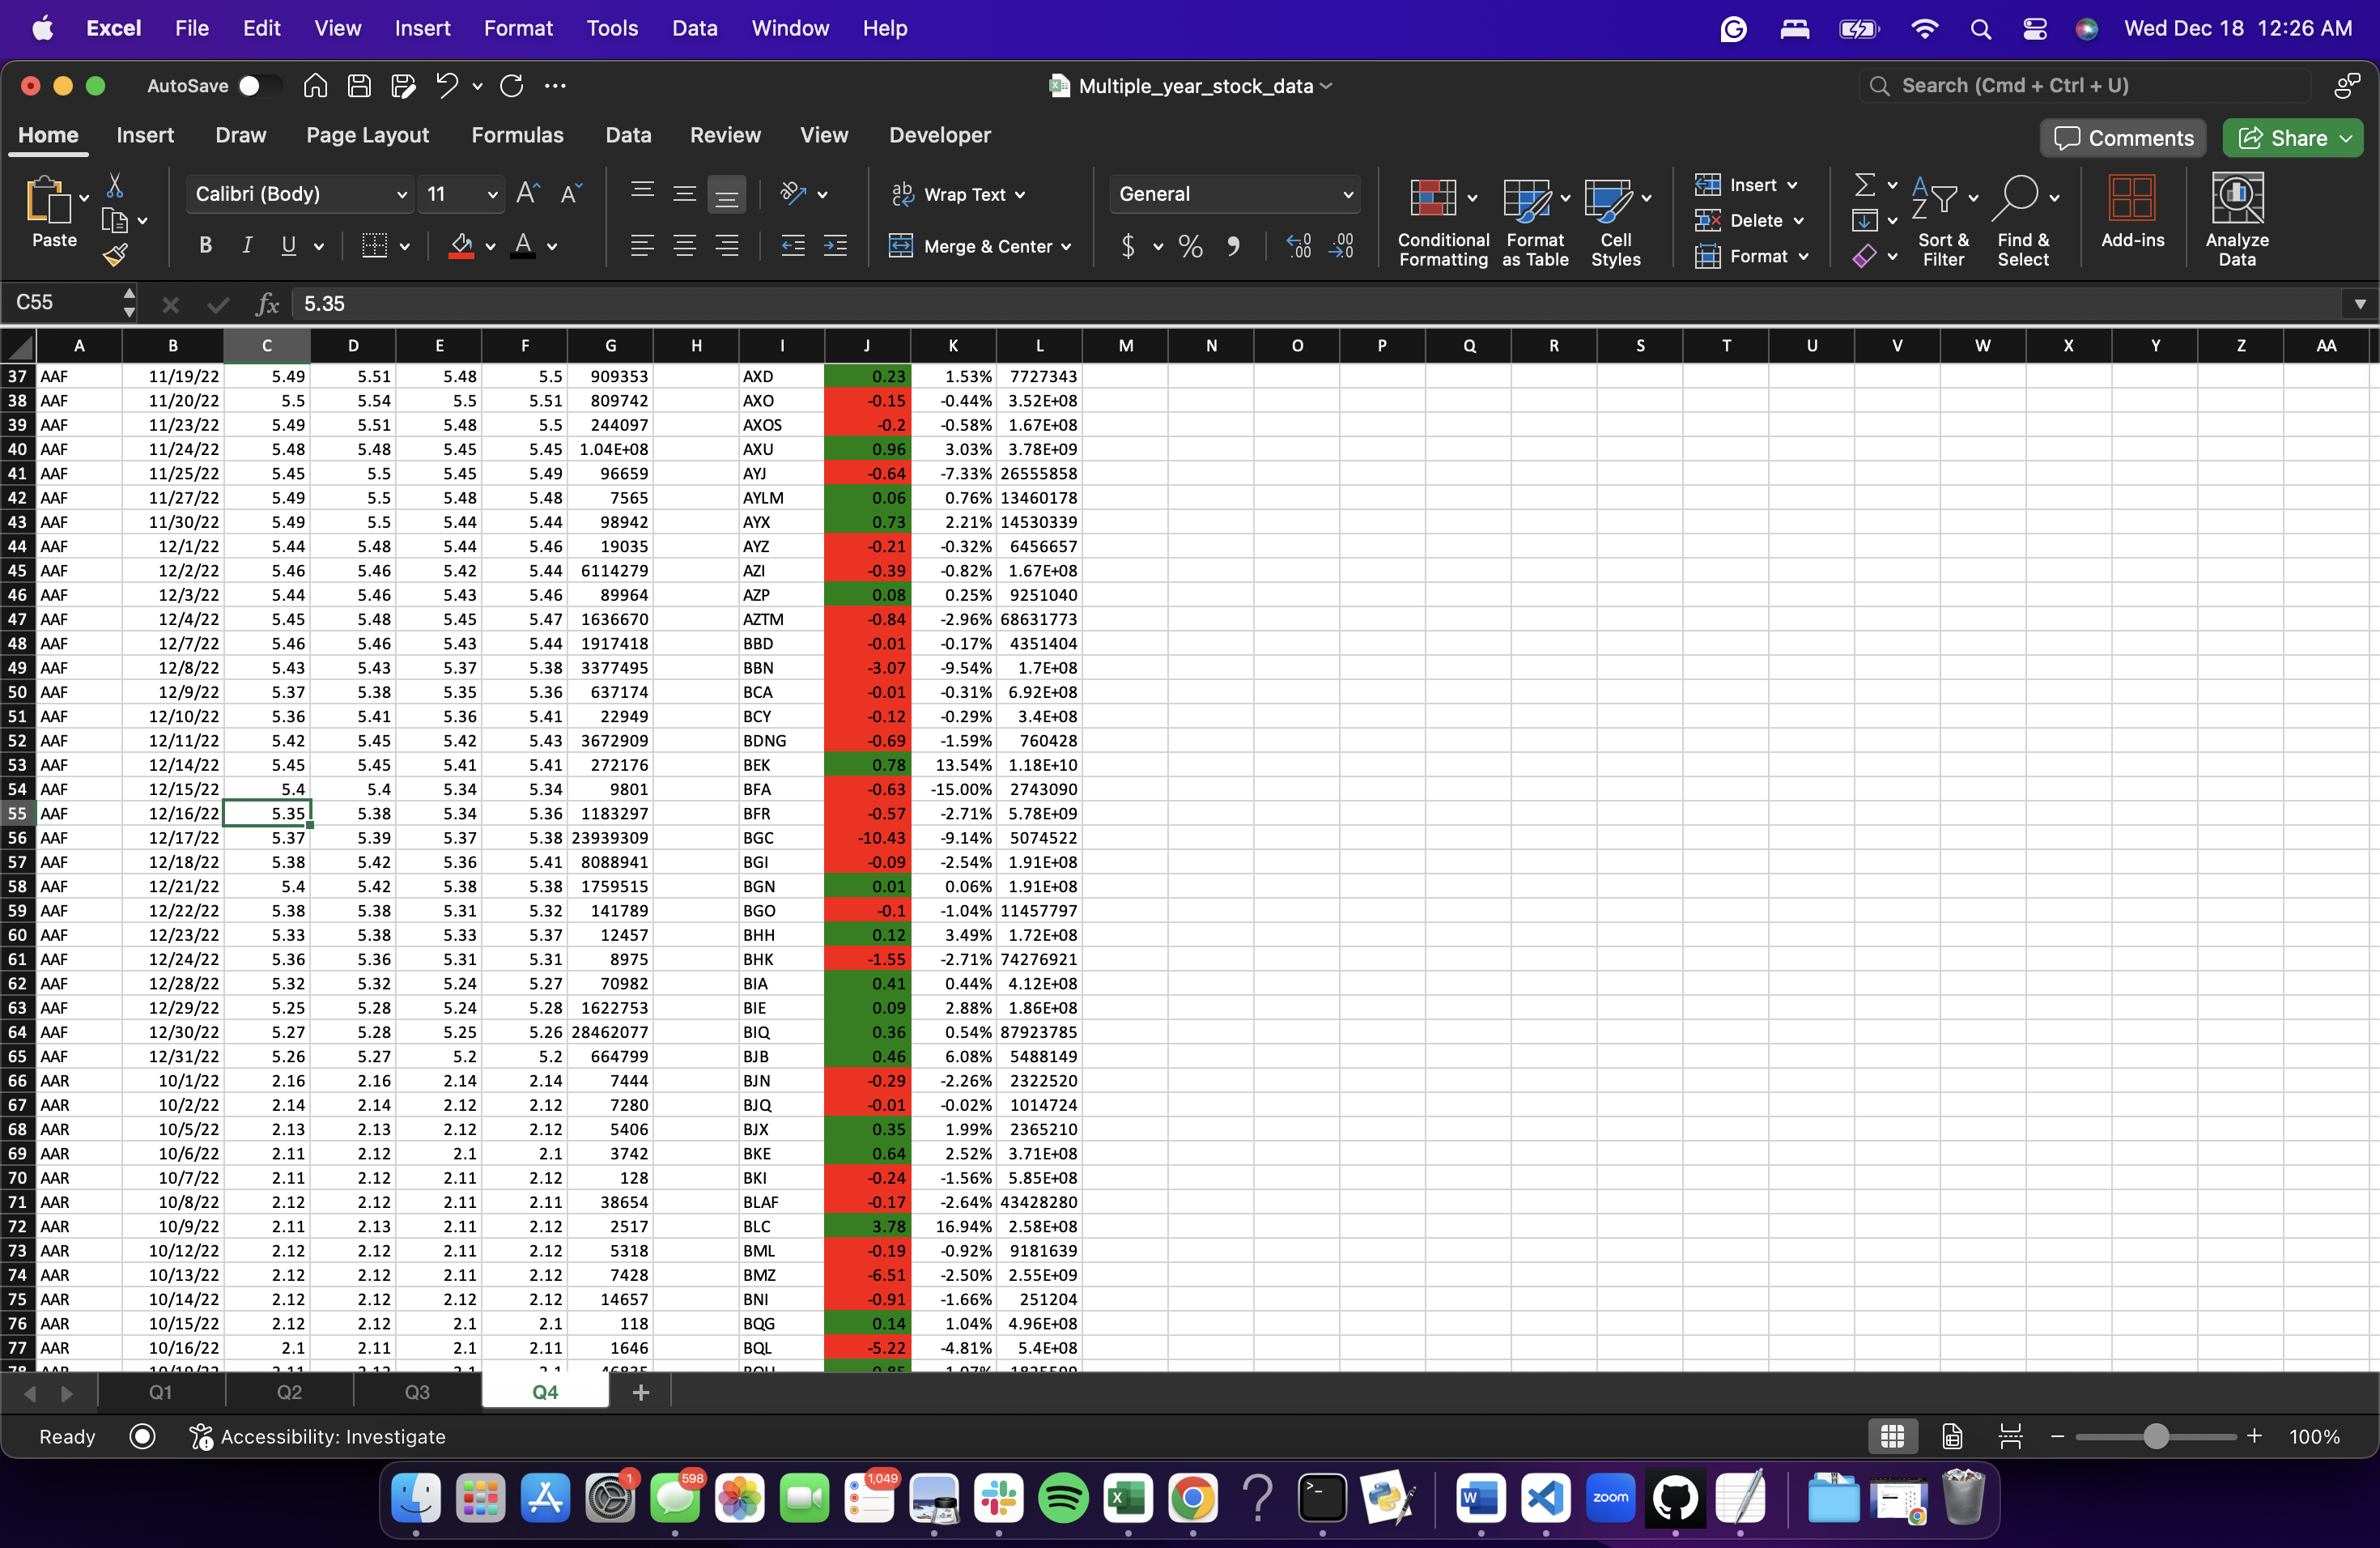 Excel File Edit View Insert Format Tools Data Window Help Wed Dec 18 12:26 AM
AutoSave Multiple_year_stock_data Search (Cmd + Ctrl + U)
Home Insert Draw Page Layout Formulas Data Review View Developer Comments Share
Paste Calibri (Body) 11 Wrap Text General Insert
B I U Merge & Center $ % Conditional Formatting Format as Table Cell Styles Delete Format Sort & Filter Find & Select Add-ins Analyze Data
C55 fx 5.35
A B C D E F G H I J K L M N O P Q R S T U V W X Y Z AA
37 AAF 11/19/22 5.49 5.51 5.48 5.5 909353 AXD 0.23 1.53% 7727343
38 AAF 11/20/22 5.5 5.54 5.5 5.51 809742 AXO -0.15 -0.44% 3.52E+08
39 AAF 11/23/22 5.49 5.51 5.48 5.5 244097 AXOS -0.2 -0.58% 1.67E+08
40 AAF 11/24/22 5.48 5.48 5.45 5.45 1.04E+08 AXU 0.96 3.03% 3.78E+09
41 AAF 11/25/22 5.45 5.5 5.45 5.49 96659 AYJ -0.64 -7.33% 26555858
42 AAF 11/27/22 5.49 5.5 5.48 5.48 7565 AYLM 0.06 0.76% 13460178
43 AAF 11/30/22 5.49 5.5 5.44 5.44 98942 AYX 0.73 2.21% 14530339
44 AAF 12/1/22 5.44 5.48 5.44 5.46 19035 AYZ -0.21 -0.32% 6456657
45 AAF 12/2/22 5.46 5.46 5.42 5.44 6114279 AZI -0.39 -0.82% 1.67E+08
46 AAF 12/3/22 5.44 5.46 5.43 5.46 89964 AZP 0.08 0.25% 9251040
47 AAF 12/4/22 5.45 5.48 5.45 5.47 1636670 AZTM -0.84 -2.96% 68631773
48 AAF 12/7/22 5.46 5.46 5.43 5.44 1917418 BBD -0.01 -0.17% 4351404
49 AAF 12/8/22 5.43 5.43 5.37 5.38 3377495 BBN -3.07 -9.54% 1.7E+08
50 AAF 12/9/22 5.37 5.38 5.35 5.36 637174 BCA -0.01 -0.31% 6.92E+08
51 AAF 12/10/22 5.36 5.41 5.36 5.41 22949 BCY -0.12 -0.29% 3.4E+08
52 AAF 12/11/22 5.42 5.45 5.42 5.43 3672909 BDNG -0.69 -1.59% 760428
53 AAF 12/14/22 5.45 5.45 5.41 5.41 272176 BEK 0.78 13.54% 1.18E+10
54 AAF 12/15/22 5.4 5.4 5.34 5.34 9801 BFA -0.63 -15.00% 2743090
55 AAF 12/16/22 5.35 5.38 5.34 5.36 1183297 BFR -0.57 -2.71% 5.78E+09
56 AAF 12/17/22 5.37 5.39 5.37 5.38 23939309 BGC -10.43 -9.14% 5074522
57 AAF 12/18/22 5.38 5.42 5.36 5.41 8088941 BGI -0.09 -2.54% 1.91E+08
58 AAF 12/21/22 5.4 5.42 5.38 5.38 1759515 BGN 0.01 0.06% 1.91E+08
59 AAF 12/22/22 5.38 5.38 5.31 5.32 141789 BGO -0.1 -1.04% 11457797
60 AAF 12/23/22 5.33 5.38 5.33 5.37 12457 BHH 0.12 3.49% 1.72E+08
61 AAF 12/24/22 5.36 5.36 5.31 5.31 8975 BHK -1.55 -2.71% 74276921
62 AAF 12/28/22 5.32 5.32 5.24 5.27 70982 BIA 0.41 0.44% 4.12E+08
63 AAF 12/29/22 5.25 5.28 5.24 5.28 1622753 BIE 0.09 2.88% 1.86E+08
64 AAF 12/30/22 5.27 5.28 5.25 5.26 28462077 BIQ 0.36 0.54% 87923785
65 AAF 12/31/22 5.26 5.27 5.2 5.2 664799 BJB 0.46 6.08% 5488149
66 AAR 10/1/22 2.16 2.16 2.14 2.14 7444 BJN -0.29 -2.26% 2322520
67 AAR 10/2/22 2.14 2.14 2.12 2.12 7280 BJQ -0.01 -0.02% 1014724
68 AAR 10/5/22 2.13 2.13 2.12 2.12 5406 BJX 0.35 1.99% 2365210
69 AAR 10/6/22 2.11 2.12 2.1 2.1 3742 BKE 0.64 2.52% 3.71E+08
70 AAR 10/7/22 2.11 2.12 2.11 2.12 128 BKI -0.24 -1.56% 5.85E+08
71 AAR 10/8/22 2.12 2.12 2.11 2.11 38654 BLAF -0.17 -2.64% 43428280
72 AAR 10/9/22 2.11 2.13 2.11 2.12 2517 BLC 3.78 16.94% 2.58E+08
73 AAR 10/12/22 2.12 2.12 2.11 2.12 5318 BML -0.19 -0.92% 9181639
74 AAR 10/13/22 2.12 2.12 2.11 2.12 7428 BMZ -6.51 -2.50% 2.55E+09
75 AAR 10/14/22 2.12 2.12 2.12 2.12 14657 BNI -0.91 -1.66% 251204
76 AAR 10/15/22 2.12 2.12 2.1 2.1 118 BQG 0.14 1.04% 4.96E+08
77 AAR 10/16/22 2.1 2.11 2.1 2.11 1646 BQL -5.22 -4.81% 5.4E+08
Q1 Q2 Q3 Q4 +
Ready Accessibility: Investigate 100%
1 598 1,049 zoom